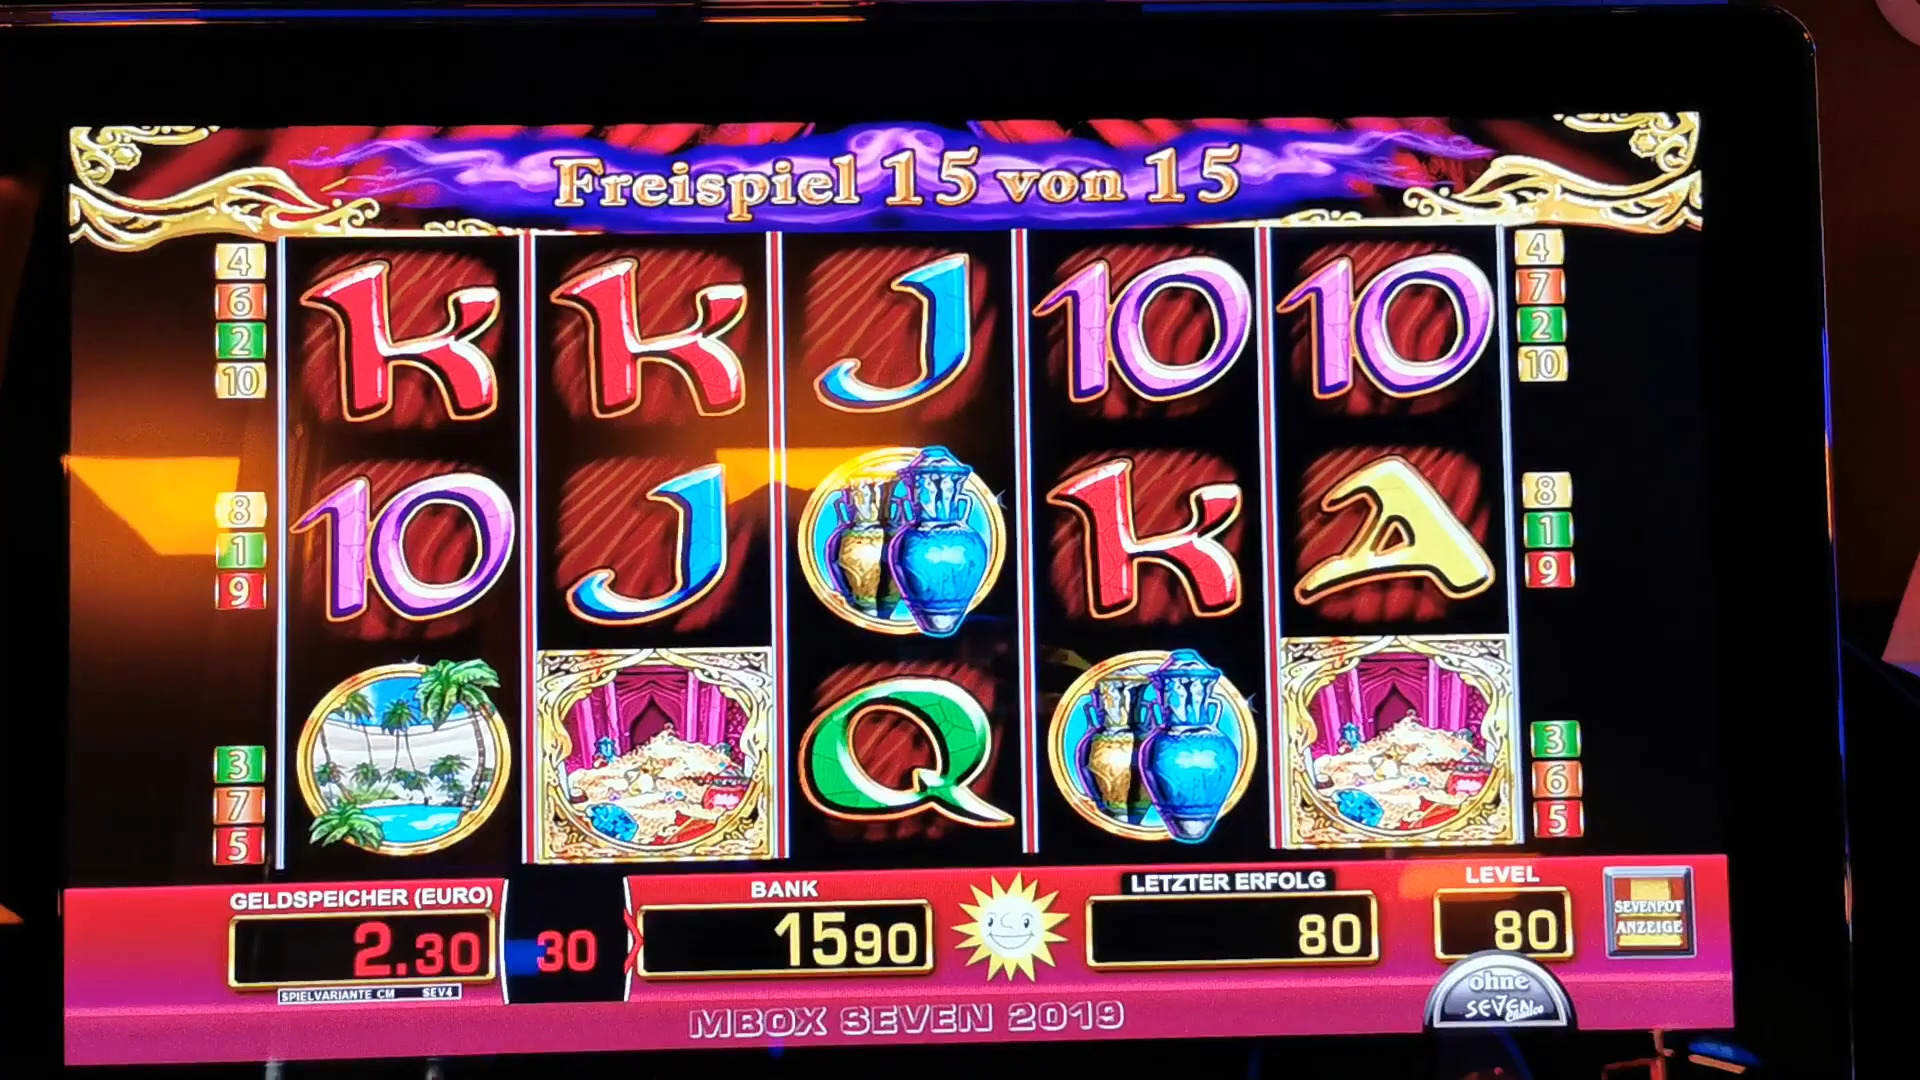 Freispiel 15 von 15
4 K K J 10 10 4
6 7
2 2
10 10
8 10 J K A 8
1 1
9 9
3 Q 3
7 6
5 5
GELDSPEICHER (EURO) BANK LETZTER ERFOLG LEVEL
2.30 30 1590 80 80 SEVENPOT ANZEIGE
SPIELVARIANTE CM SEV4
ohne
SEVEN
MBOX SEVEN 2019